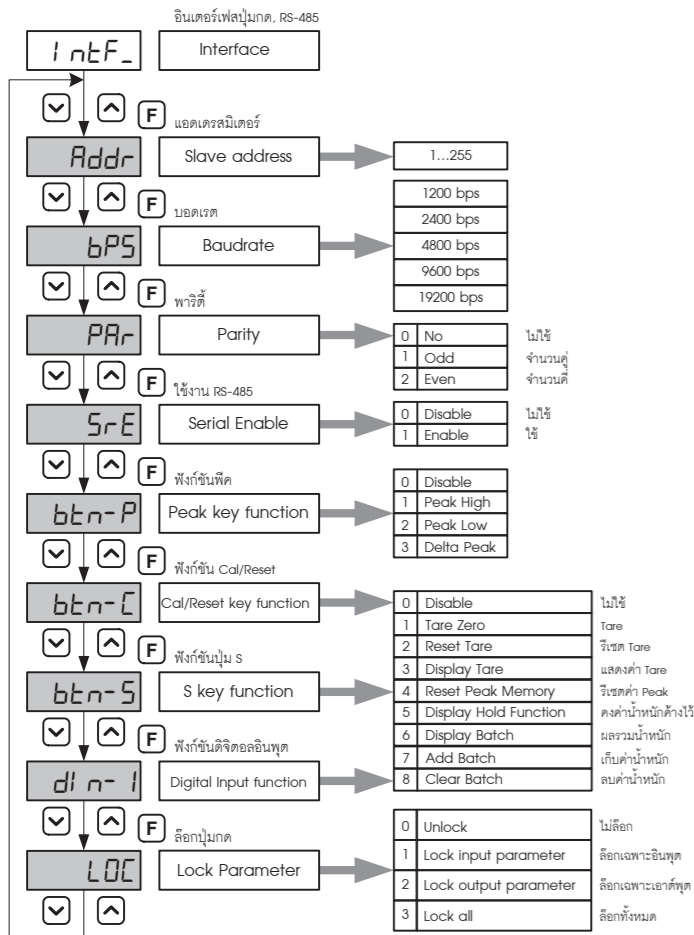 อินเตอร์เฟสปุ่มกด, RS-485
IntF_
Interface
F
แอดเดรสมิเตอร์
Addr
Slave address
1...255
F
บอดเรต
bPS
Baudrate
1200 bps
2400 bps
4800 bps
9600 bps
19200 bps
F
พาริตี้
PAr
Parity
0 No ไม่ใช้
1 Odd จำนวนคู่
2 Even จำนวนคี่
F
ใช้งาน RS-485
SrE
Serial Enable
0 Disable ไม่ใช้
1 Enable ใช้
F
ฟังก์ชันพีค
btn-P
Peak key function
0 Disable
1 Peak High
2 Peak Low
3 Delta Peak
F
ฟังก์ชัน Cal/Reset
btn-C
Cal/Reset key function
F
ฟังก์ชันปุ่ม S
btn-S
S key function
F
ฟังก์ชันดิจิตอลอินพุต
dIn-1
Digital Input function
0 Disable ไม่ใช้
1 Tare Zero Tare
2 Reset Tare รีเซต Tare
3 Display Tare แสดงค่า Tare
4 Reset Peak Memory รีเซตค่า Peak
5 Display Hold Function คงค่าน้ำหนักค้างไว้
6 Display Batch ผลรวมน้ำหนัก
7 Add Batch เก็บค่าน้ำหนัก
8 Clear Batch ลบค่าน้ำหนัก
F
ล๊อกปุ่มกด
LOC
Lock Parameter
0 Unlock ไม่ล๊อก
1 Lock input parameter ล๊อกเฉพาะอินพุต
2 Lock output parameter ล๊อกเฉพาะเอาต์พุต
3 Lock all ล๊อกทั้งหมด